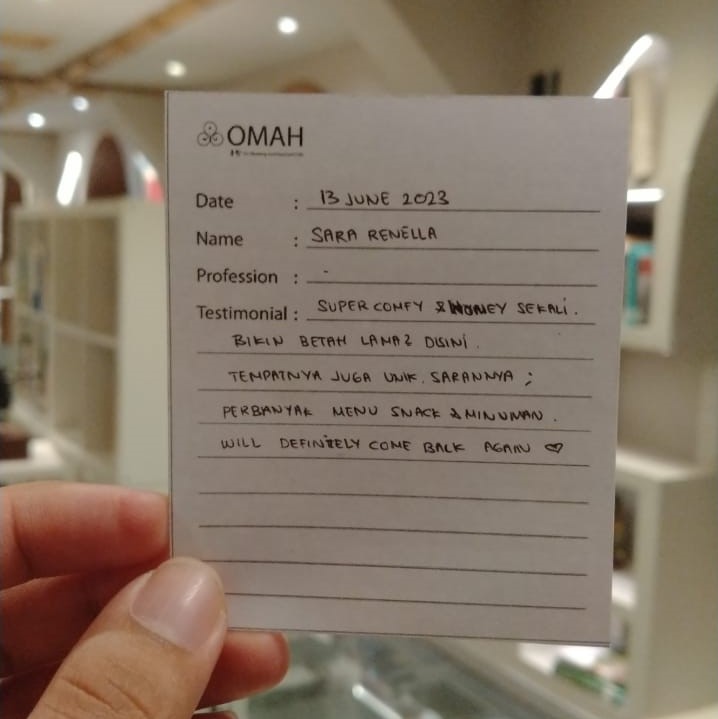 OMAH
Date : 13 JUNE 2023
Name : SARA RENELLA
Profession : -
Testimonial : SUPER COMFY & HOMEY SEKALI.
BIKIN BETAH LAMA2 DISINI.
TEMPATNYA JUGA UNIK. SARANNYA ;
PERBANYAK MENU SNACK & MINUMAN.
WILL DEFINITELY COME BACK AGAIN ♡